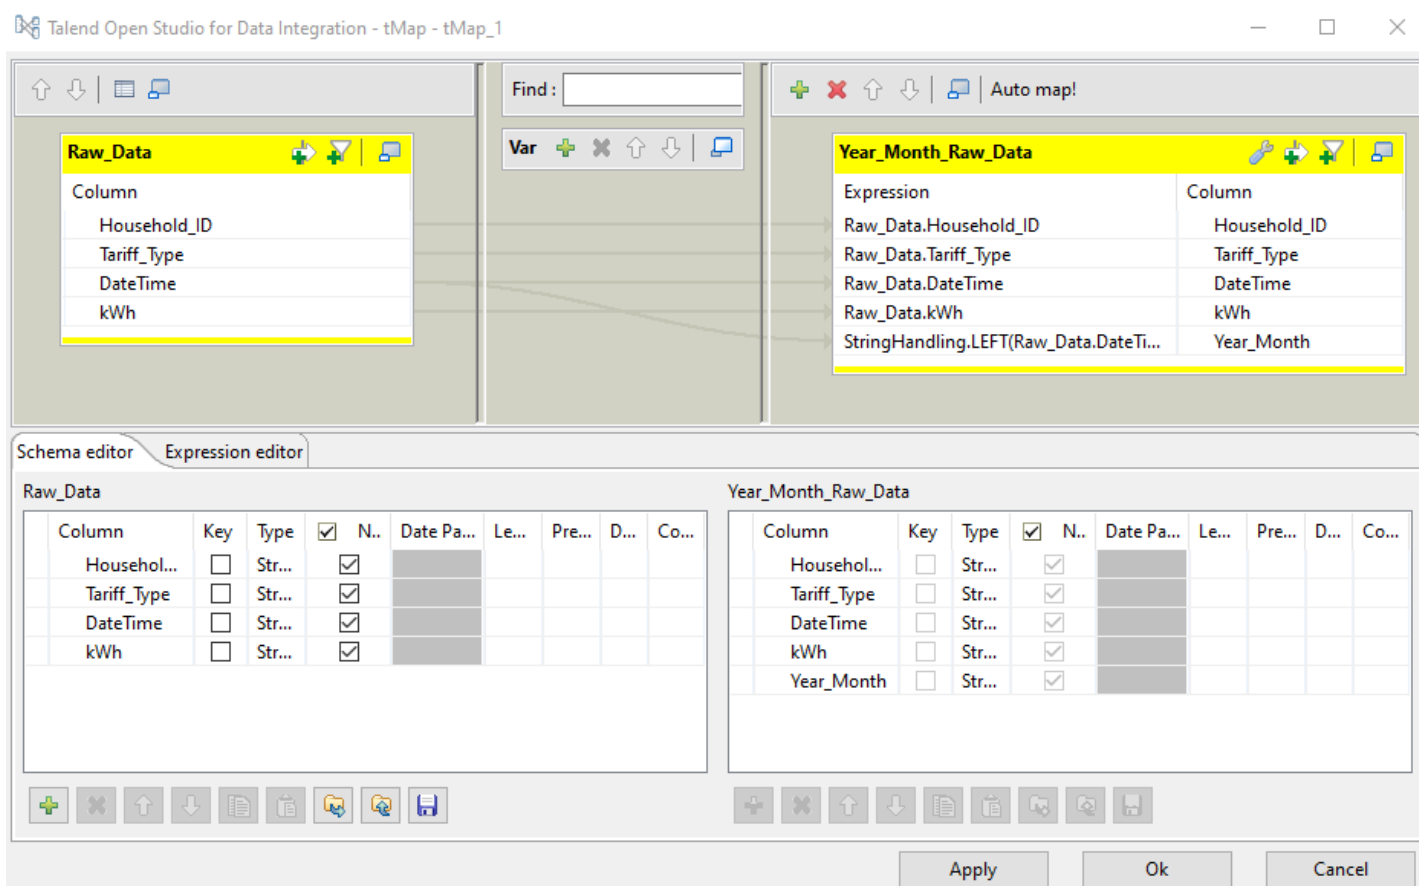 Talend Open Studio for Data Integration - tMap - tMap_1
Find :
Auto map!
Var
Raw_Data
Column
Household_ID
Tariff_Type
DateTime
kWh
Year_Month_Raw_Data
Expression Column
Raw_Data.Household_ID Household_ID
Raw_Data.Tariff_Type Tariff_Type
Raw_Data.DateTime DateTime
Raw_Data.kWh kWh
StringHandling.LEFT(Raw_Data.DateTi... Year_Month
Schema editor Expression editor
Raw_Data
Column Key Type N.. Date Pa... Le... Pre... D... Co...
Househol... Str...
Tariff_Type Str...
DateTime Str...
kWh Str...
Year_Month_Raw_Data
Column Key Type N.. Date Pa... Le... Pre... D... Co...
Househol... Str...
Tariff_Type Str...
DateTime Str...
kWh Str...
Year_Month Str...
Apply Ok Cancel